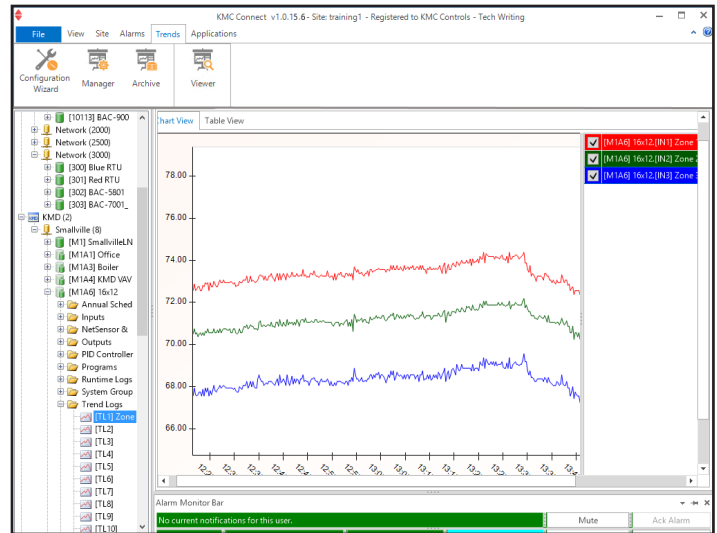 KMC Connect v1.0.15.6 - Site: training1 - Registered to KMC Controls - Tech Writing
File View Site Alarms Trends Applications
Configuration Wizard
Manager
Archive
Viewer
[10113] BAC-900
Network (2000)
Network (2500)
Network (3000)
[300] Blue RTU
[301] Red RTU
[302] BAC-5801
[303] BAC-7001_
KMD (2)
Smallville (8)
[M1] SmallvilleLN
[M1A1] Office
[M1A3] Boiler
[M1A4] KMD VAV
[M1A6] 16x12
Annual Sched
Inputs
NetSensor &
Outputs
PID Controller
Programs
Runtime Logs
System Group
Trend Logs
[TL1] Zone
[TL2]
[TL3]
[TL4]
[TL5]
[TL6]
[TL7]
[TL8]
[TL9]
[TL10]
Chart View Table View
78.00
76.00
74.00
72.00
70.00
68.00
66.00
[M1A6] 16x12.[IN1] Zone
[M1A6] 16x12.[IN2] Zone
[M1A6] 16x12.[IN3] Zone
Alarm Monitor Bar
No current notifications for this user.
Mute
Ack Alarm